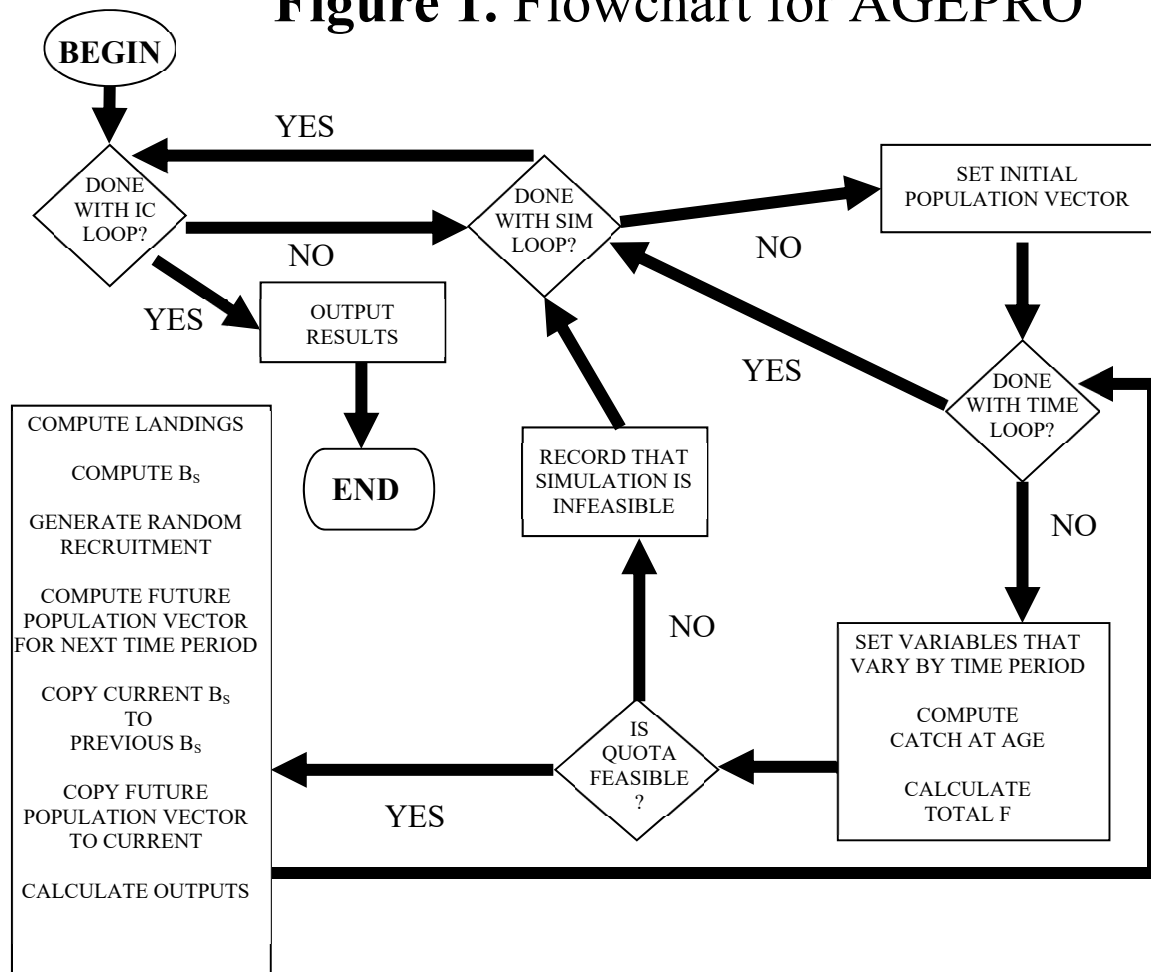 Figure 1. Flowchart for AGEPRO
BEGIN
YES
DONE
WITH IC
LOOP?
NO
YES
DONE
WITH SIM
LOOP?
NO
SET INITIAL
POPULATION VECTOR
OUTPUT
RESULTS
END
YES
DONE
WITH TIME
LOOP?
NO
RECORD THAT
SIMULATION IS
INFEASIBLE
NO
SET VARIABLES THAT
VARY BY TIME PERIOD
COMPUTE
CATCH AT AGE
CALCULATE
TOTAL F
IS
QUOTA
FEASIBLE
?
YES
COMPUTE LANDINGS
COMPUTE BS
GENERATE RANDOM
RECRUITMENT
COMPUTE FUTURE
POPULATION VECTOR
FOR NEXT TIME PERIOD
COPY CURRENT BS
TO
PREVIOUS BS
COPY FUTURE
POPULATION VECTOR
TO CURRENT
CALCULATE OUTPUTS